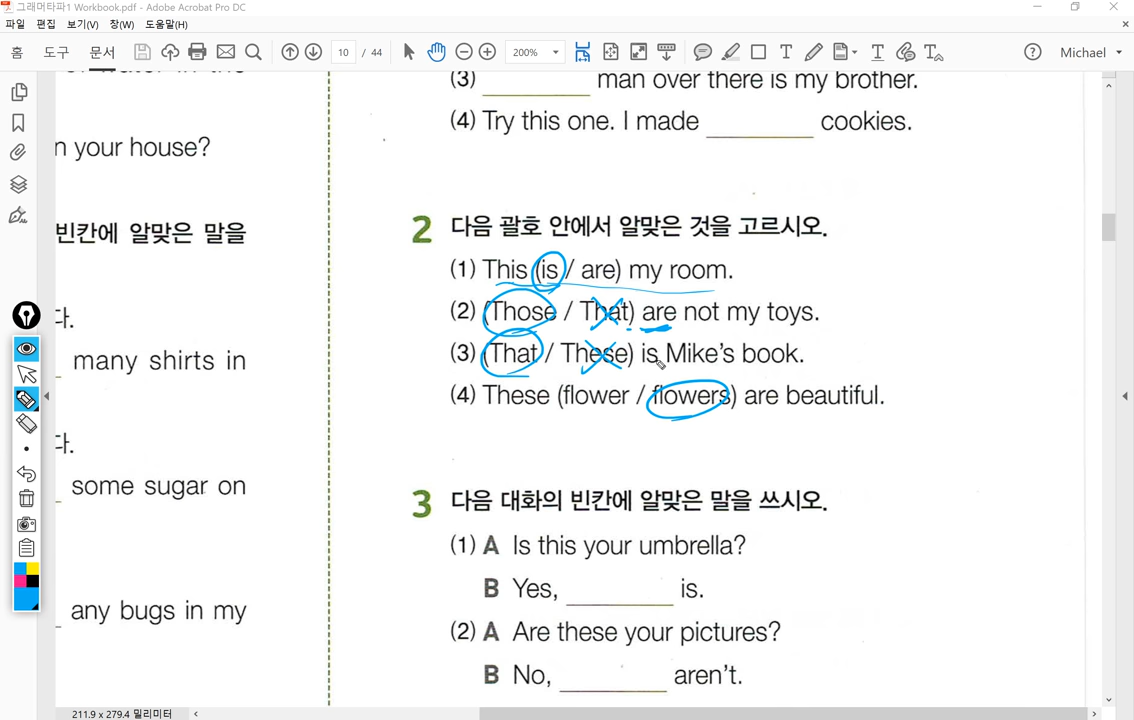 그래머타파1 Workbook.pdf - Adobe Acrobat Pro DC
파일 편집 보기(V) 창(W) 도움말(H)
홈 도구 문서 10 / 44 200% Michael
n your house?
빈칸에 알맞은 말을
다.
many shirts in
다.
some sugar on
any bugs in my
(3) ________ man over there is my brother.
(4) Try this one. I made ________ cookies.
2 다음 괄호 안에서 알맞은 것을 고르시오.
(1) This (is / are) my room.
(2) (Those / That) are not my toys.
(3) (That / These) is Mike's book.
(4) These (flower / flowers) are beautiful.
3 다음 대화의 빈칸에 알맞은 말을 쓰시오.
(1) A Is this your umbrella?
B Yes, ________ is.
(2) A Are these your pictures?
B No, ________ aren't.
211.9 x 279.4 밀리미터